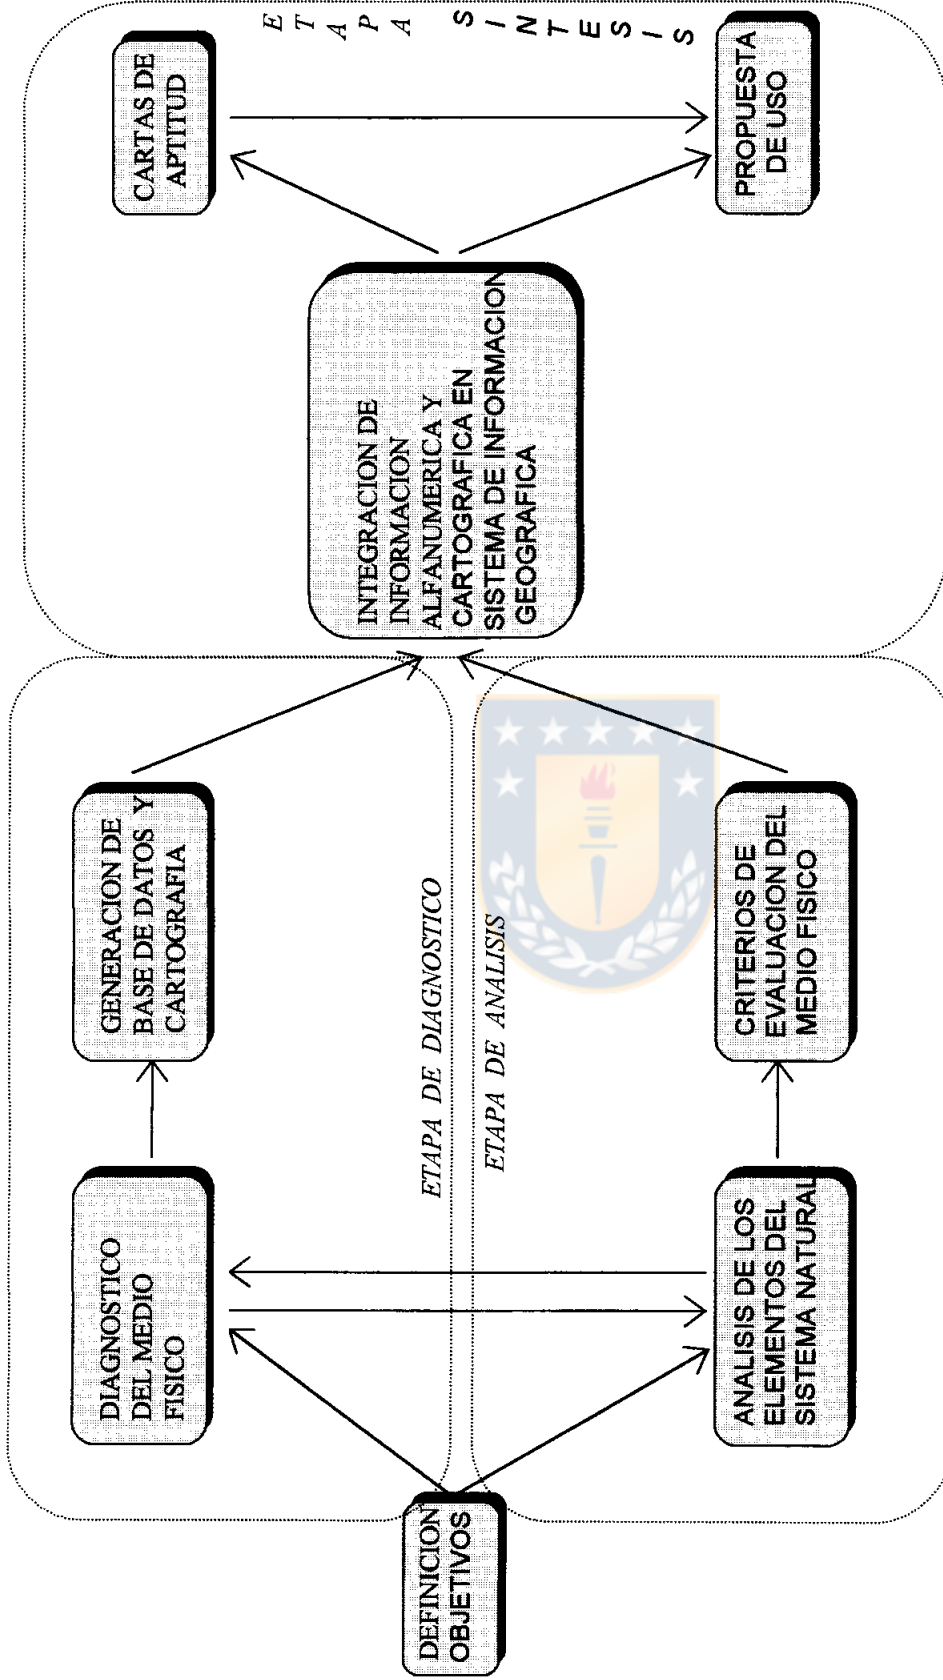 DEFINICION
OBJETIVOS
DIAGNOSTICO
DEL MEDIO
FISICO
GENERACION DE
BASE DE DATOS Y
CARTOGRAFIA
ETAPA DE DIAGNOSTICO
ETAPA DE ANALISIS
ANALISIS DE LOS
ELEMENTOS DEL
SISTEMA NATURAL
CRITERIOS DE
EVALUACION DEL
MEDIO FISICO
INTEGRACION DE
INFORMACION
ALFANUMERICA Y
CARTOGRAFICA EN
SISTEMA DE INFORMACION
GEOGRAFICA
CARTAS DE
APTITUD
ETAPA SINTESIS
PROPUESTA
DE USO